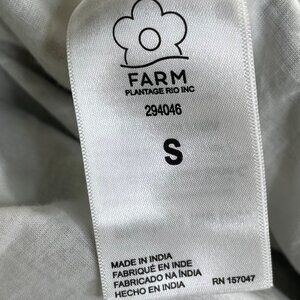 FARM
PLANTAGE RIO INC
294046
S
MADE IN INDIA
FABRIQUÉ EN INDE
FABRICADO NA ÍNDIA
HECHO EN INDIA
RN 157047